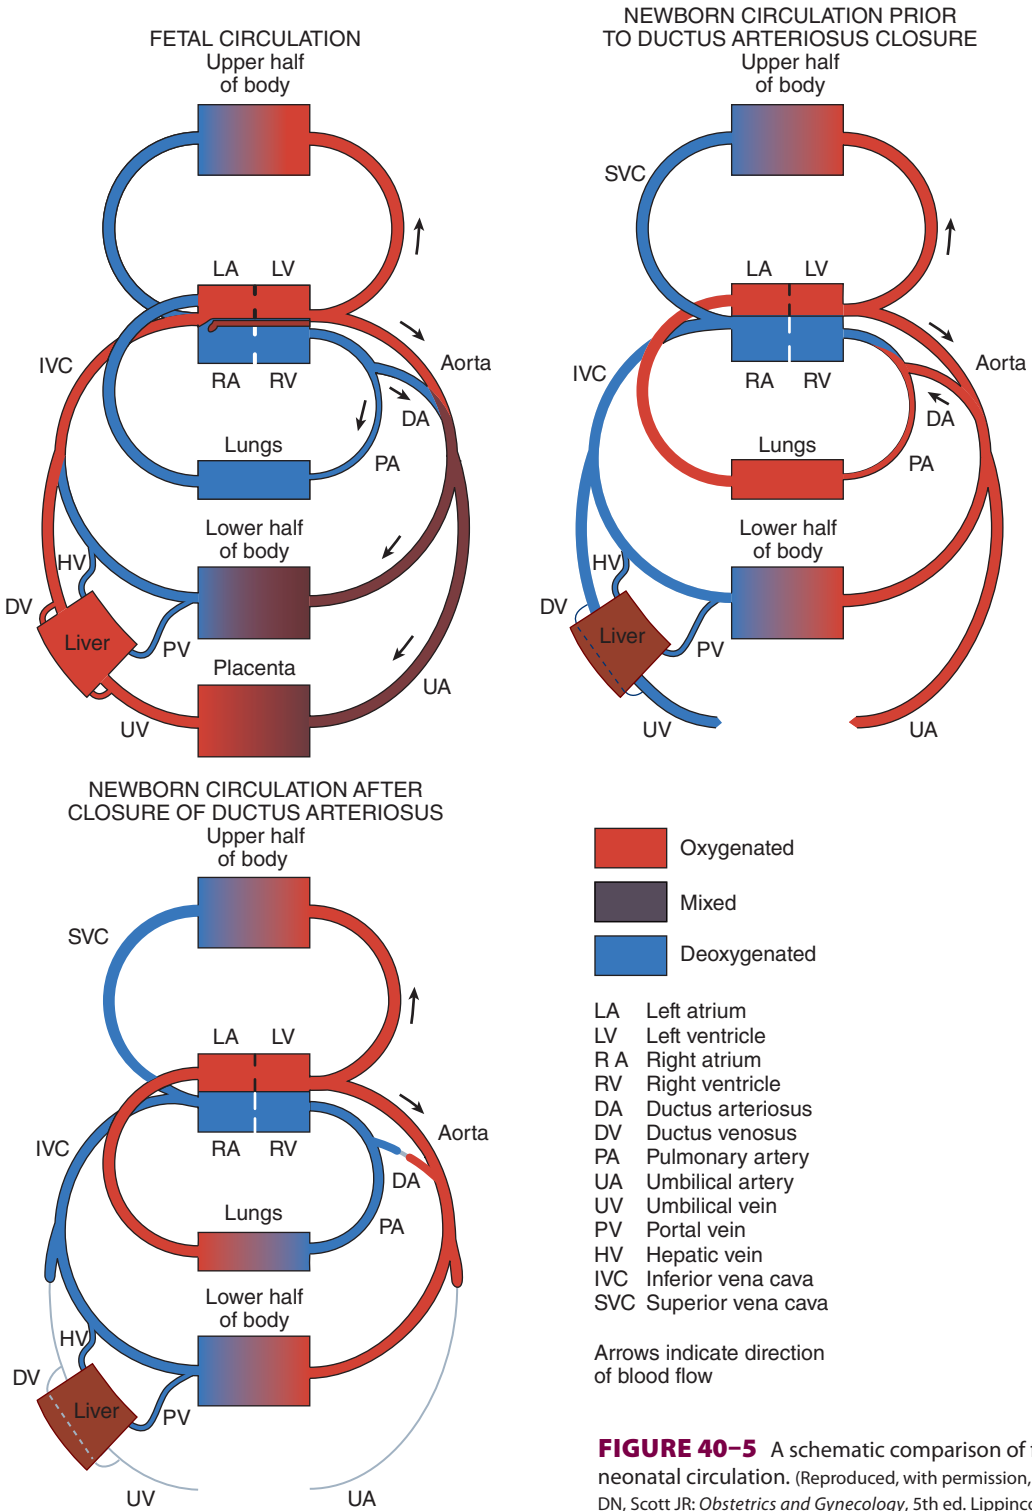 FETAL CIRCULATION
Upper half
of body
LA LV
IVC
RA RV
Aorta
DA
PA
Lungs
Lower half
of body
HV
DV
Liver
PV
Placenta
UA
UV
NEWBORN CIRCULATION PRIOR
TO DUCTUS ARTERIOSUS CLOSURE
Upper half
of body
SVC
LA LV
IVC
RA RV
Aorta
DA
PA
Lungs
Lower half
of body
HV
DV
Liver
PV
UV
UA
NEWBORN CIRCULATION AFTER
CLOSURE OF DUCTUS ARTERIOSUS
Upper half
of body
SVC
LA LV
IVC
RA RV
Aorta
DA
PA
Lungs
Lower half
of body
HV
DV
Liver
PV
UV
UA
Oxygenated
Mixed
Deoxygenated
LA Left atrium
LV Left ventricle
R A Right atrium
RV Right ventricle
DA Ductus arteriosus
DV Ductus venosus
PA Pulmonary artery
UA Umbilical artery
UV Umbilical vein
PV Portal vein
HV Hepatic vein
IVC Inferior vena cava
SVC Superior vena cava
Arrows indicate direction
of blood flow
FIGURE 40–5 A schematic comparison of
neonatal circulation. (Reproduced, with permission,
DN, Scott JR: Obstetrics and Gynecology, 5th ed.